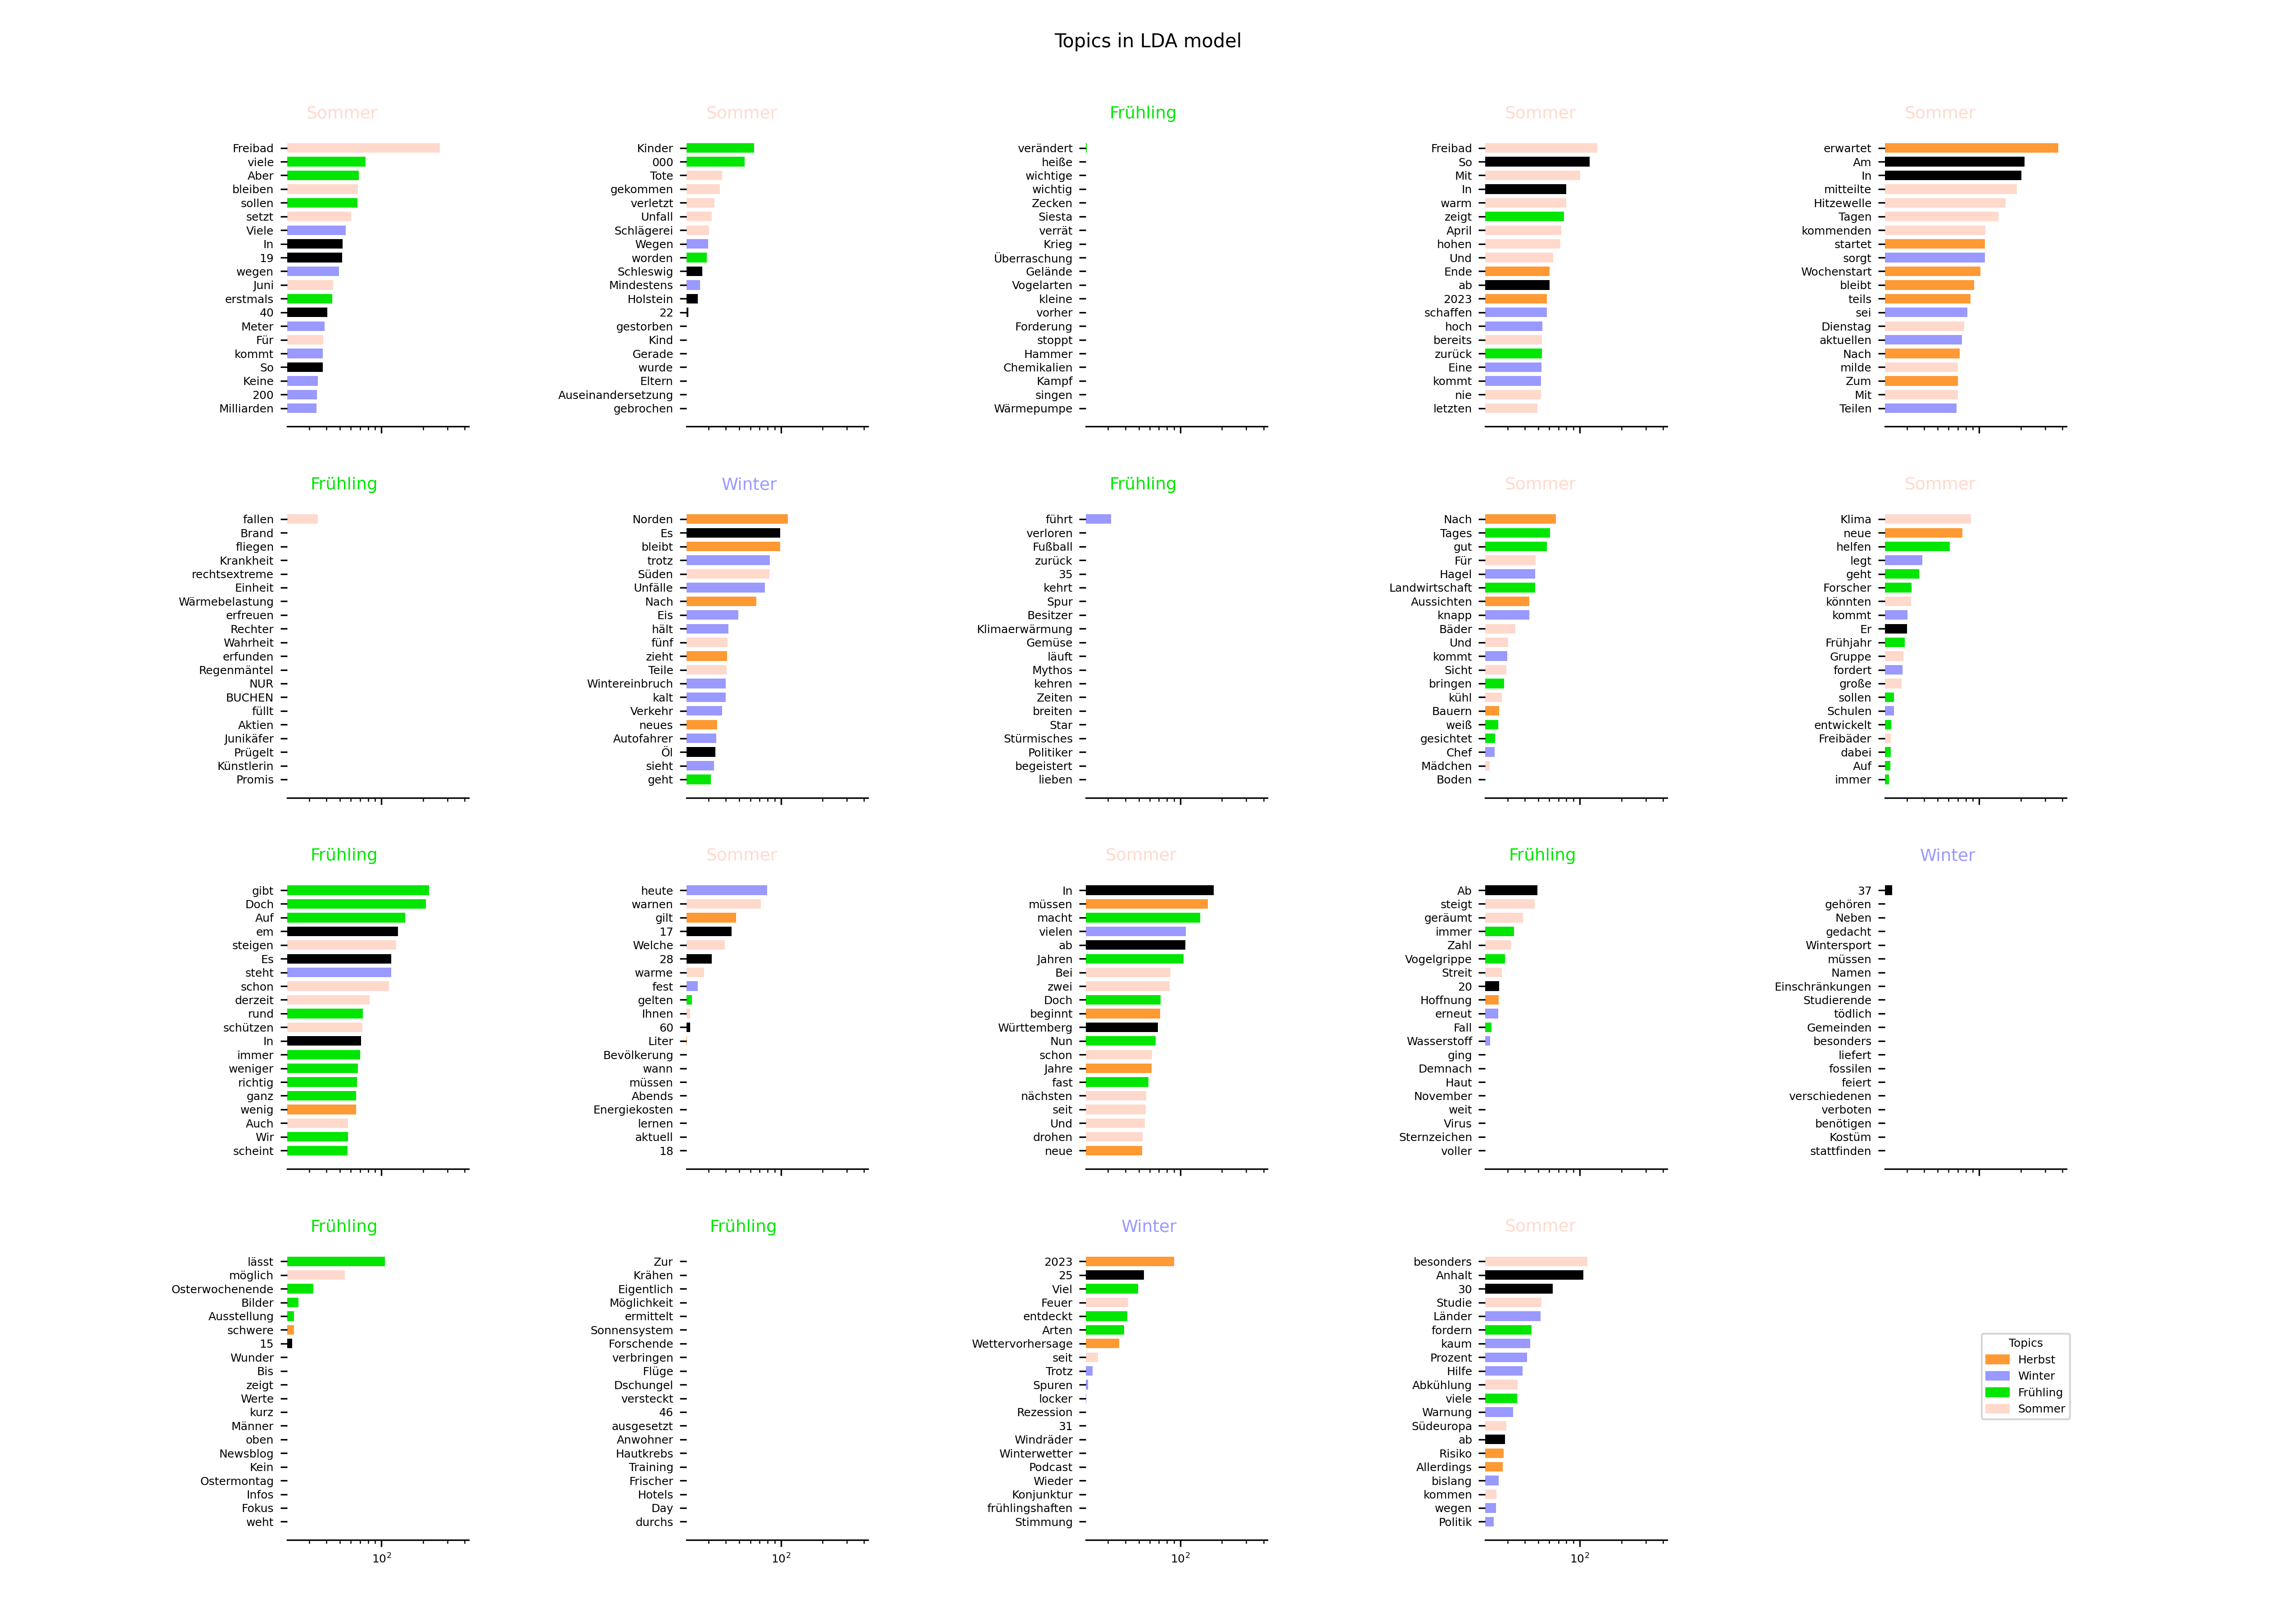 Topics in LDA model
Sommer
Freibad
viele
Aber
bleiben
sollen
setzt
Viele
In
19
wegen
Juni
erstmals
40
Meter
Für
kommt
So
Keine
200
Milliarden
Sommer
Kinder
000
Tote
gekommen
verletzt
Unfall
Schlägerei
Wegen
worden
Schleswig
Mindestens
Holstein
22
gestorben
Kind
Gerade
wurde
Eltern
Auseinandersetzung
gebrochen
Frühling
verändert
heiße
wichtige
wichtig
Zecken
Siesta
verrät
Krieg
Überraschung
Gelände
Vogelarten
kleine
vorher
Forderung
stoppt
Hammer
Chemikalien
Kampf
singen
Wärmepumpe
Sommer
Freibad
So
Mit
In
warm
zeigt
April
hohen
Und
Ende
ab
2023
schaffen
hoch
bereits
zurück
Eine
kommt
nie
letzten
Sommer
erwartet
Am
In
mitteilte
Hitzewelle
Tagen
kommenden
startet
sorgt
Wochenstart
bleibt
teils
sei
Dienstag
aktuellen
Nach
milde
Zum
Mit
Teilen
Frühling
fallen
Brand
fliegen
Krankheit
rechtsextreme
Einheit
Wärmebelastung
erfreuen
Rechter
Wahrheit
erfunden
Regenmäntel
NUR
BUCHEN
füllt
Aktien
Junikäfer
Prügelt
Künstlerin
Promis
Winter
Norden
Es
bleibt
trotz
Süden
Unfälle
Nach
Eis
hält
fünf
zieht
Teile
Wintereinbruch
kalt
Verkehr
neues
Autofahrer
Öl
sieht
geht
Frühling
führt
verloren
Fußball
zurück
35
kehrt
Spur
Besitzer
Klimaerwärmung
Gemüse
läuft
Mythos
kehren
Zeiten
breiten
Star
Stürmisches
Politiker
begeistert
lieben
Sommer
Nach
Tages
gut
Für
Hagel
Landwirtschaft
Aussichten
knapp
Bäder
Und
kommt
Sicht
bringen
kühl
Bauern
weiß
gesichtet
Chef
Mädchen
Boden
Sommer
Klima
neue
helfen
legt
geht
Forscher
könnten
kommt
Er
Frühjahr
Gruppe
fordert
große
sollen
Schulen
entwickelt
Freibäder
dabei
Auf
immer
Frühling
gibt
Doch
Auf
em
steigen
Es
steht
schon
derzeit
rund
schützen
In
immer
weniger
richtig
ganz
wenig
Auch
Wir
scheint
Sommer
heute
warnen
gilt
17
Welche
28
warme
fest
gelten
Ihnen
60
Liter
Bevölkerung
wann
müssen
Abends
Energiekosten
lernen
aktuell
18
Sommer
In
müssen
macht
vielen
ab
Jahren
Bei
zwei
Doch
beginnt
Württemberg
Nun
schon
Jahre
fast
nächsten
seit
Und
drohen
neue
Frühling
Ab
steigt
geräumt
immer
Zahl
Vogelgrippe
Streit
20
Hoffnung
erneut
Fall
Wasserstoff
ging
Demnach
Haut
November
weit
Virus
Sternzeichen
voller
Winter
37
gehören
Neben
gedacht
Wintersport
müssen
Namen
Einschränkungen
Studierende
tödlich
Gemeinden
besonders
liefert
fossilen
feiert
verschiedenen
verboten
benötigen
Kostüm
stattfinden
Frühling
lässt
möglich
Osterwochenende
Bilder
Ausstellung
schwere
15
Wunder
Bis
zeigt
Werte
kurz
Männer
oben
Newsblog
Kein
Ostermontag
Infos
Fokus
weht
10²
Frühling
Zur
Krähen
Eigentlich
Möglichkeit
ermittelt
Sonnensystem
Forschende
verbringen
Flüge
Dschungel
versteckt
46
ausgesetzt
Anwohner
Hautkrebs
Training
Frischer
Hotels
Day
durchs
10²
Winter
2023
25
Viel
Feuer
entdeckt
Arten
Wettervorhersage
seit
Trotz
Spuren
locker
Rezession
31
Windräder
Winterwetter
Podcast
Wieder
Konjunktur
frühlingshaften
Stimmung
10²
Sommer
besonders
Anhalt
30
Studie
Länder
fordern
kaum
Prozent
Hilfe
Abkühlung
viele
Warnung
Südeuropa
ab
Risiko
Allerdings
bislang
kommen
wegen
Politik
10²
Topics
Herbst
Winter
Frühling
Sommer